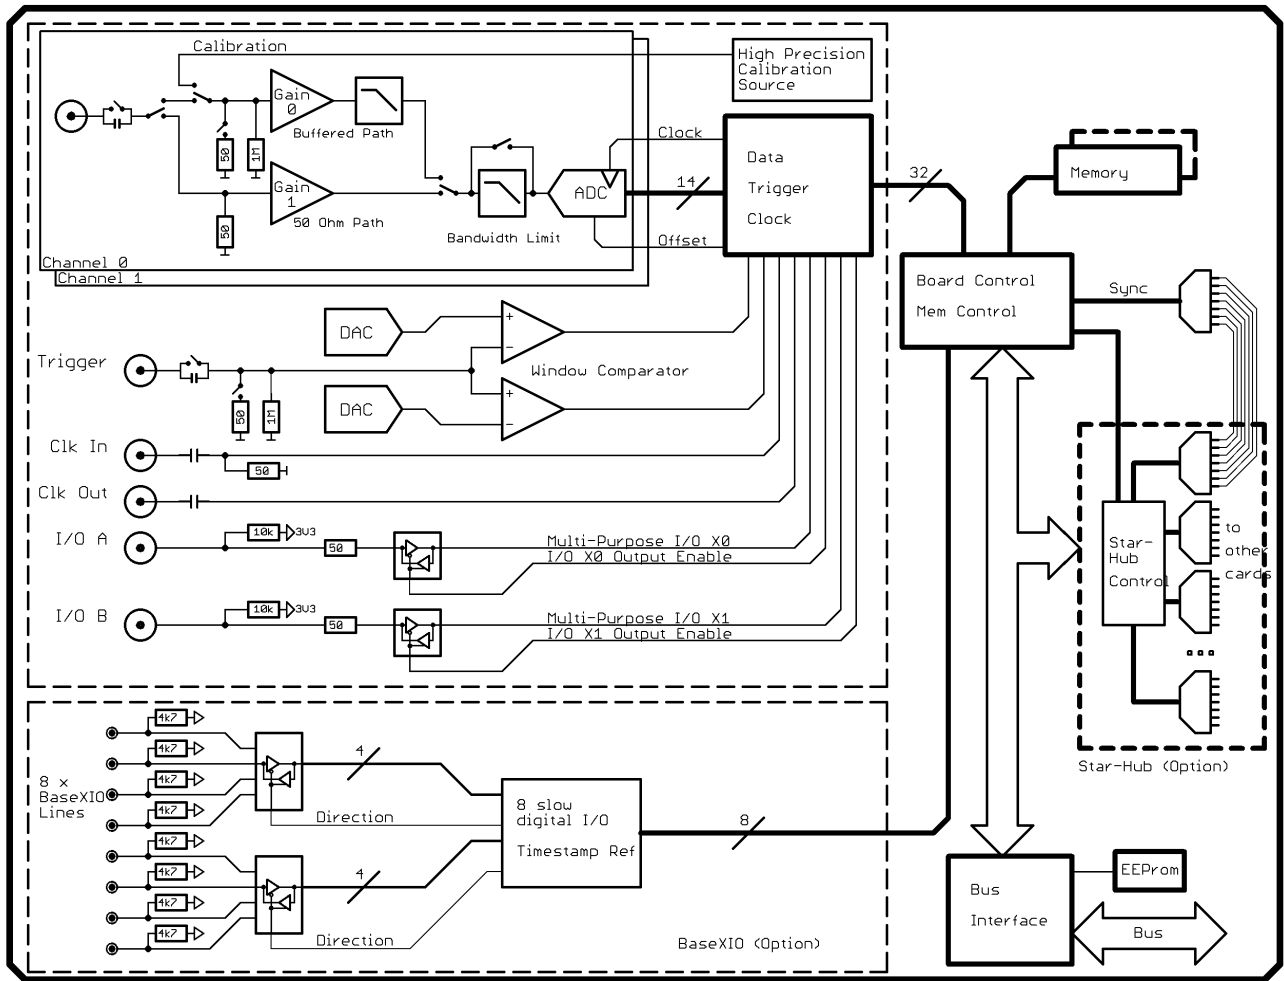 Calibration
High Precision
Calibration
Source
Gain
0
Buffered Path
50
1M
Gain
1
50 Ohm Path
50
Bandwidth Limit
ADC
Clock
14
Offset
Data
Trigger
Clock
32
Memory
Channel 0
Channel 1
Board Control
Mem Control
Sync
DAC
+
−
Window Comparator
DAC
+
−
Trigger
50
1M
Clk In
50
Clk Out
I/O A
10k
3V3
50
Multi-Purpose I/O X0
I/O X0 Output Enable
I/O B
10k
3V3
50
Multi-Purpose I/O X1
I/O X1 Output Enable
Star-
Hub
Control
to
other
cards
Star-Hub (Option)
8 x
BaseXIO
Lines
4k7
4k7
4k7
4k7
4k7
4k7
4k7
4k7
4
Direction
4
Direction
8 slow
digital I/O
Timestamp Ref
8
BaseXIO (Option)
Bus
Interface
EEProm
Bus